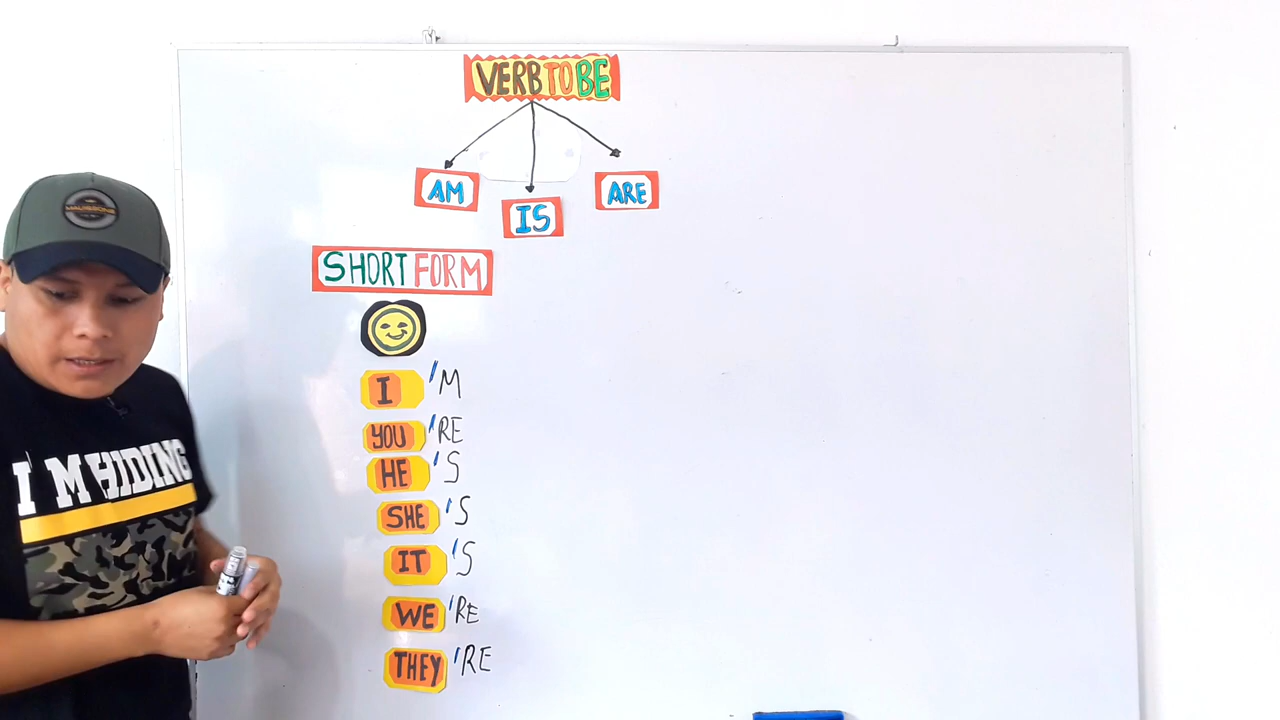 VERB TO BE
AM
IS
ARE
SHORT FORM
I 'M
YOU 'RE
HE 'S
SHE 'S
IT 'S
WE 'RE
THEY 'RE
I M HIDING